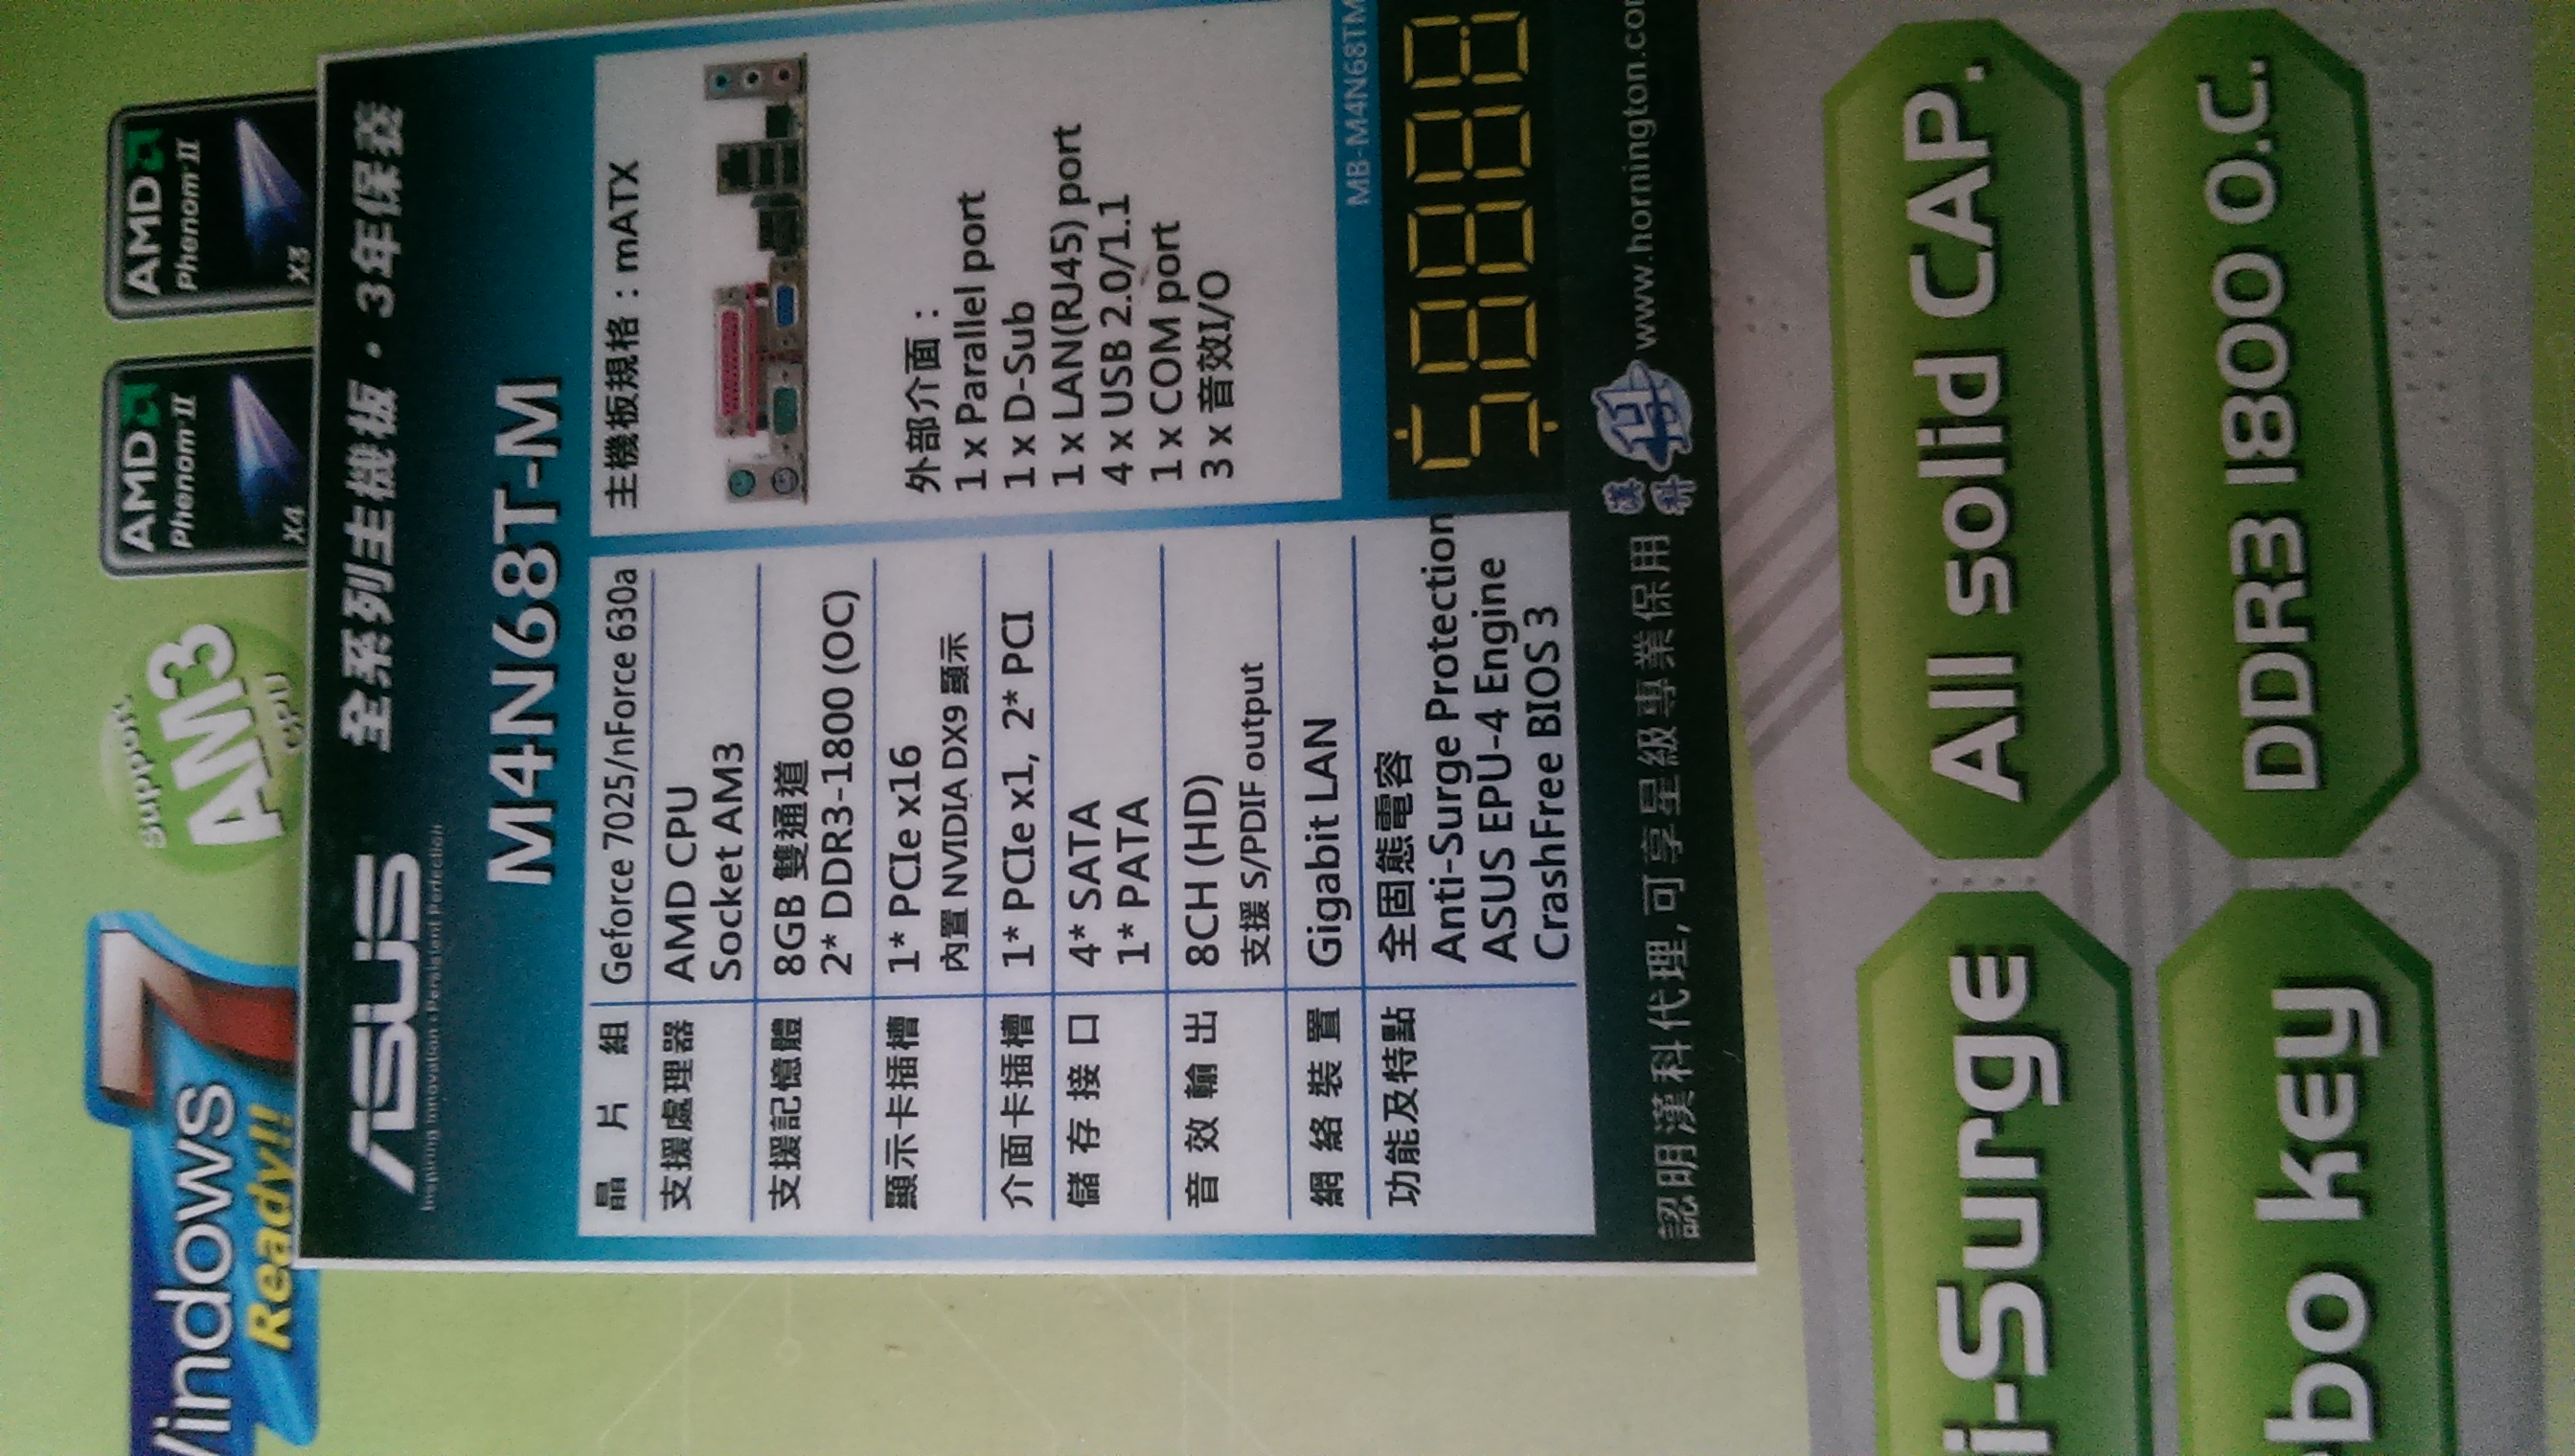 Windows 7
Ready!!
Support
AM3
CPU
AMD
Phenom II
X4
AMD
Phenom II
X3
ASUS
Inspiring Innovation • Persistent Perfection
全系列主機板・3年保養
M4N68T-M
晶片組 Geforce 7025/nForce 630a
支援處理器 AMD CPU
Socket AM3
支援記憶體 8GB 雙通道
2* DDR3-1800 (OC)
顯示卡插槽 1* PCIe x16
內置 NVIDIA DX9 顯示
介面卡插槽 1* PCIe x1, 2* PCI
儲存接口 4* SATA
1* PATA
音效輸出 8CH (HD)
支援 S/PDIF output
網絡裝置 Gigabit LAN
功能及特點 全固態電容
Anti-Surge Protection
ASUS EPU-4 Engine
CrashFree BIOS 3
主機板規格：mATX
外部介面：
1 x Parallel port
1 x D-Sub
1 x LAN(RJ45) port
4 x USB 2.0/1.1
1 x COM port
3 x 音效I/O
MB-M4N68TM
認明漢科代理,可享星級專業保用
漢科
www.hornington.co
i-Surge
All solid CAP.
bo Key
DDR3 1800 O.C.